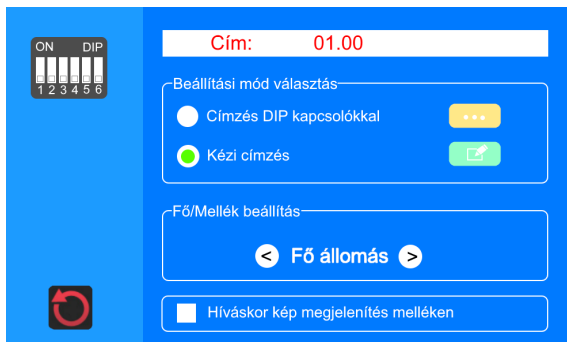 ON DIP
1 2 3 4 5 6
Cím: 01.00
Beállítási mód választás
Címzés DIP kapcsolókkal
Kézi címzés
Fő/Mellék beállítás
< Fő állomás >
Híváskor kép megjelenítés melléken